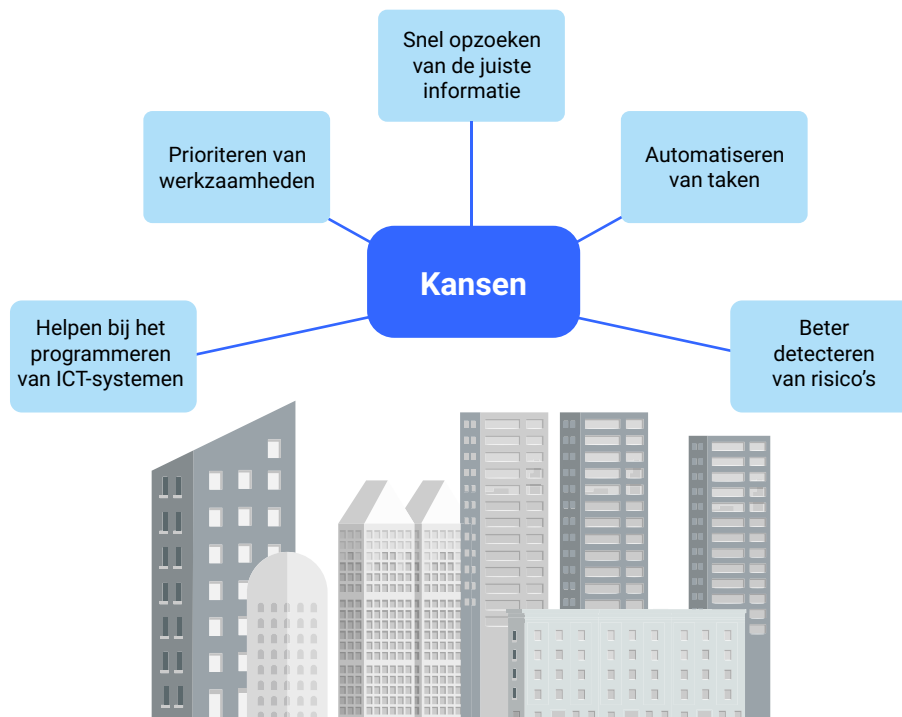 Snel opzoeken
van de juiste
informatie
Prioriteren van
werkzaamheden
Automatiseren
van taken
Kansen
Helpen bij het
programmeren
van ICT-systemen
Beter
detecteren
van risico's